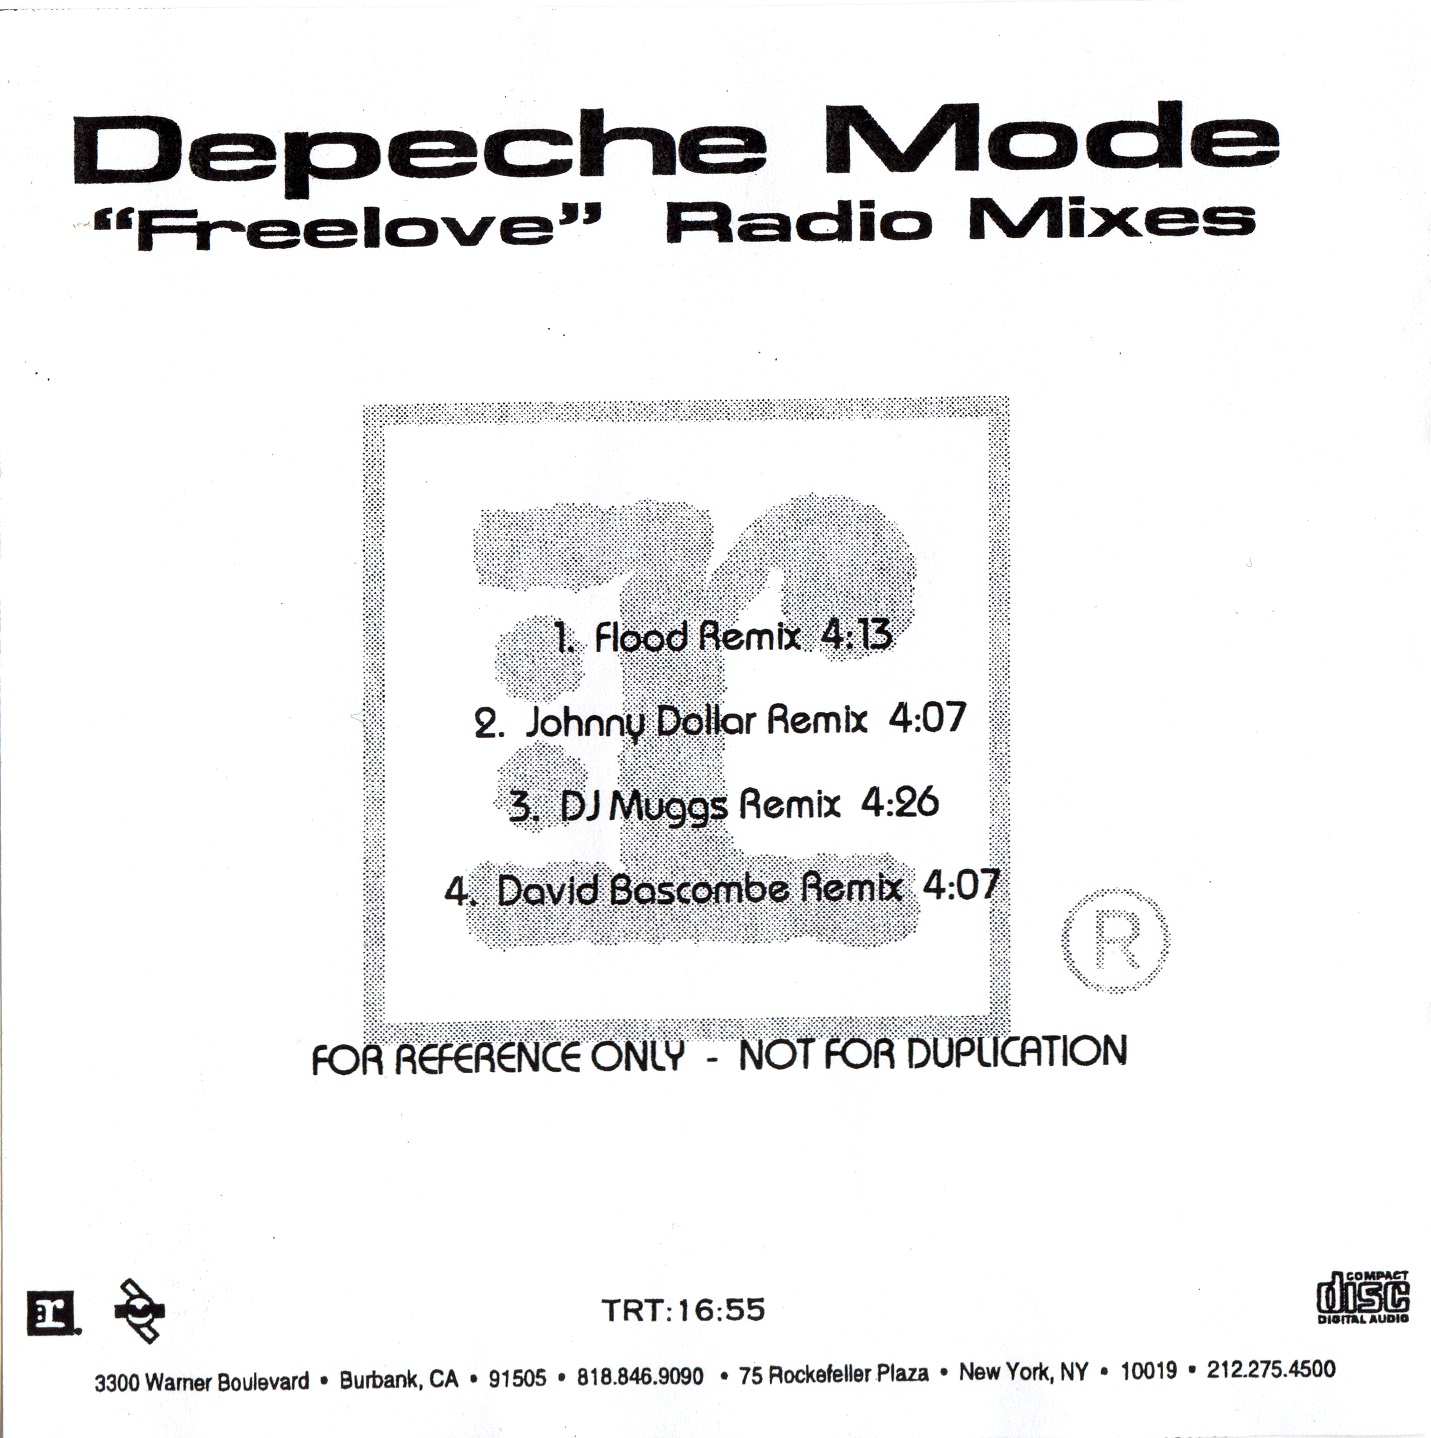 Depeche Mode
“Freelove” Radio Mixes
1. Flood Remix 4:13
2. Johnny Dollar Remix 4:07
3. DJ Muggs Remix 4:26
4. David Bascombe Remix 4:07
R
FOR REFERENCE ONLY - NOT FOR DUPLICATION
r
TRT:16:55
COMPACT
disc
DIGITAL AUDIO
3300 Warner Boulevard • Burbank, CA • 91505 • 818.846.9090 • 75 Rockefeller Plaza • New York, NY • 10019 • 212.275.4500